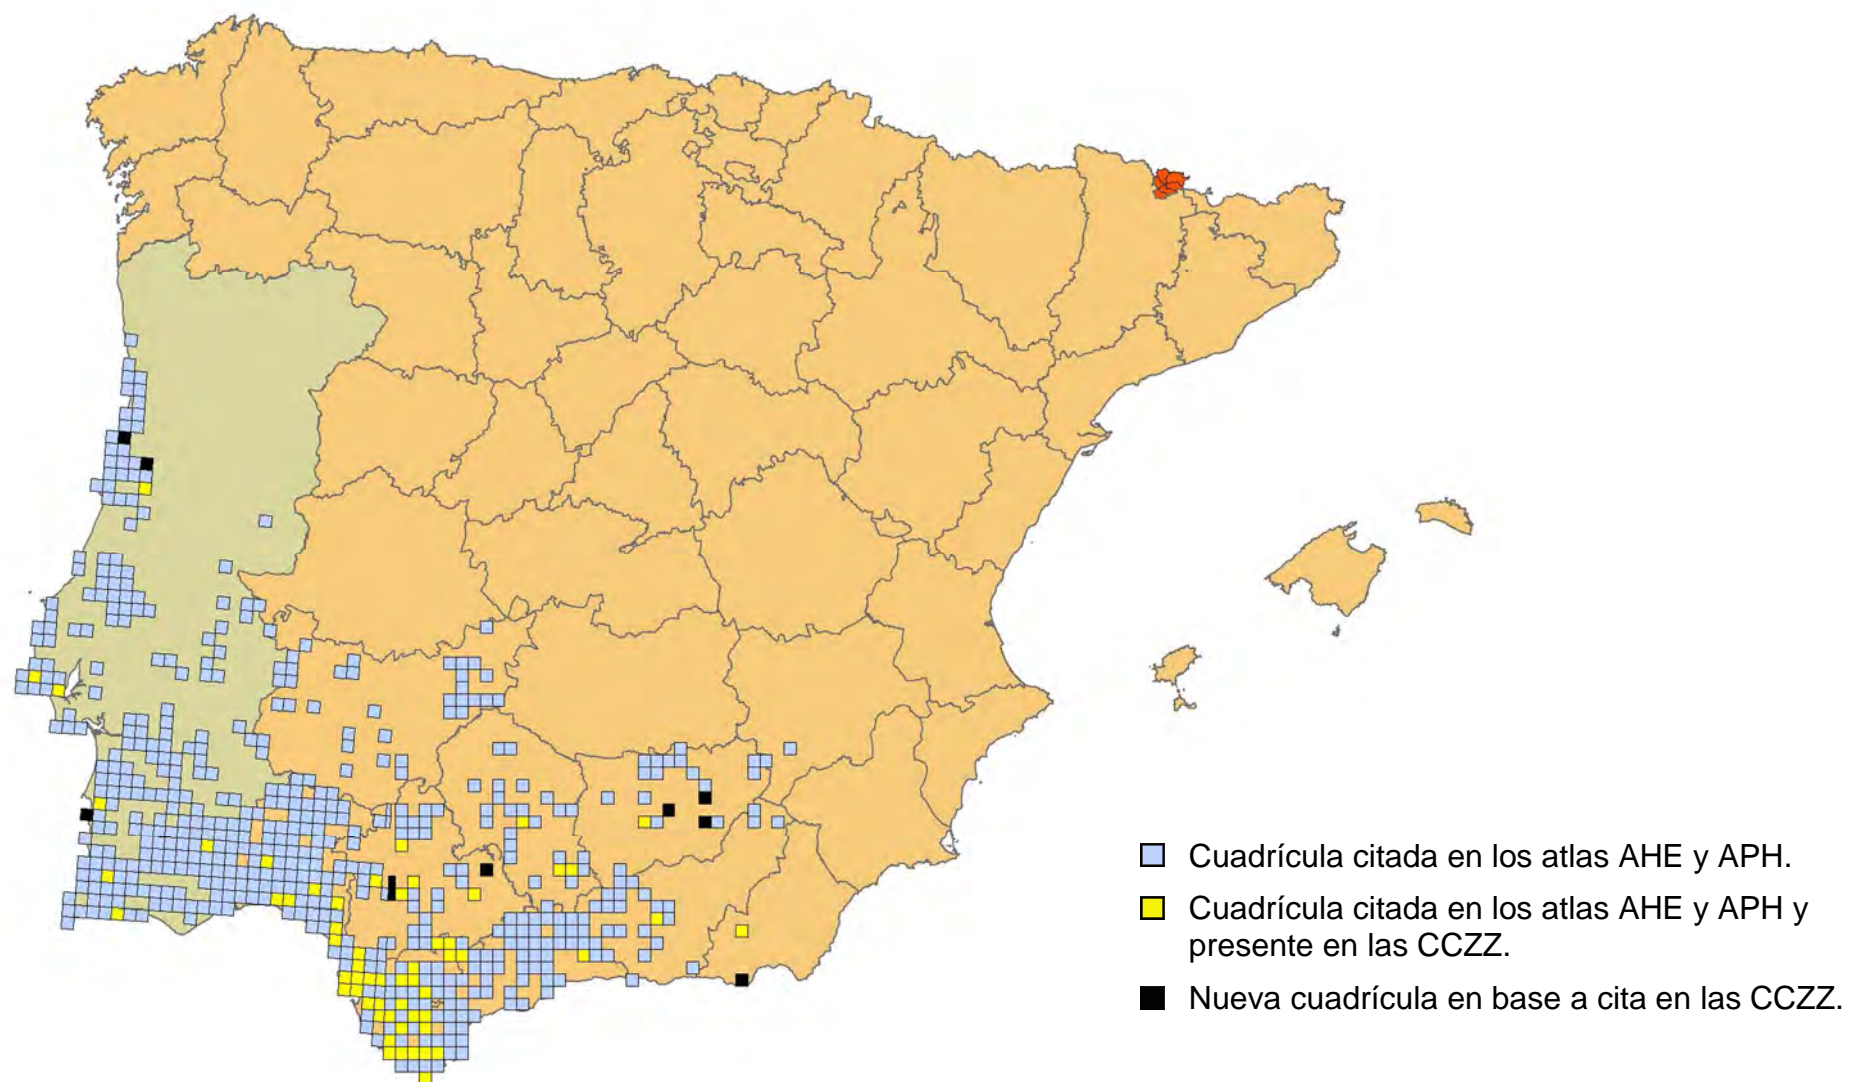 Cuadrícula citada en los atlas AHE y APH.
Cuadrícula citada en los atlas AHE y APH y
presente en las CCZZ.
Nueva cuadrícula en base a cita en las CCZZ.